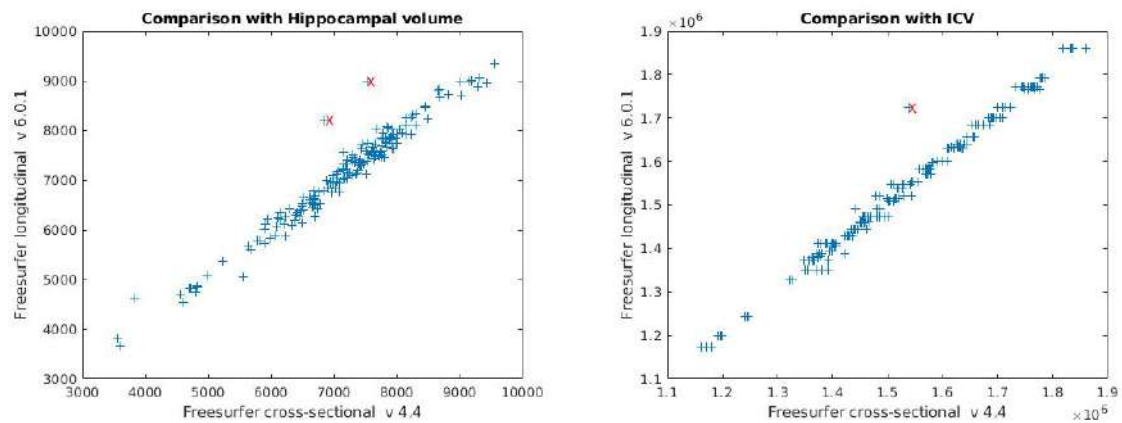 Comparison with Hippocampal volume
10000
9000
8000
7000
6000
5000
4000
3000
3000 4000 5000 6000 7000 8000 9000 10000
Freesurfer longitudinal v 6.0.1
Freesurfer cross-sectional v 4.4
×10^6
Comparison with ICV
1.9
1.8
1.7
1.6
1.5
1.4
1.3
1.2
1.1
1.1 1.2 1.3 1.4 1.5 1.6 1.7 1.8 1.9
Freesurfer longitudinal v 6.0.1
Freesurfer cross-sectional v 4.4
×10^6